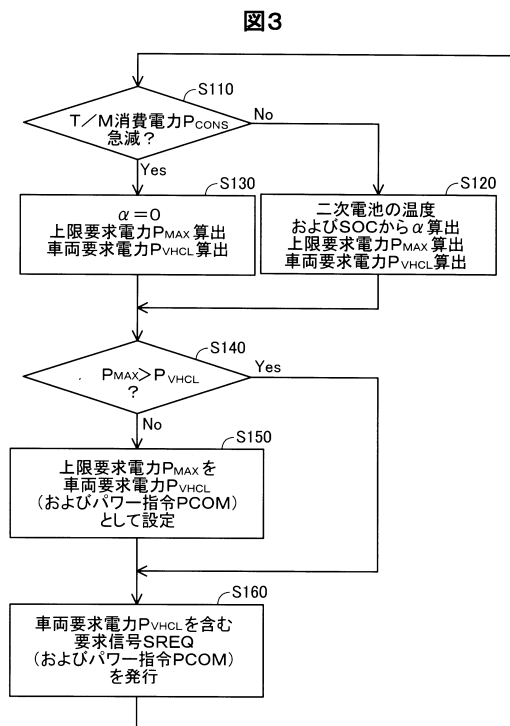 図3
S110
T/M消費電力PCONS
急減?
No
Yes
S130
α=0
上限要求電力PMAX算出
車両要求電力PVHCL算出
S120
二次電池の温度
およびSOCからα算出
上限要求電力PMAX算出
車両要求電力PVHCL算出
S140
PMAX>PVHCL
?
Yes
No
S150
上限要求電力PMAXを
車両要求電力PVHCL
(およびパワー指令PCOM)
として設定
S160
車両要求電力PVHCLを含む
要求信号SREQ
(およびパワー指令PCOM)
を発行